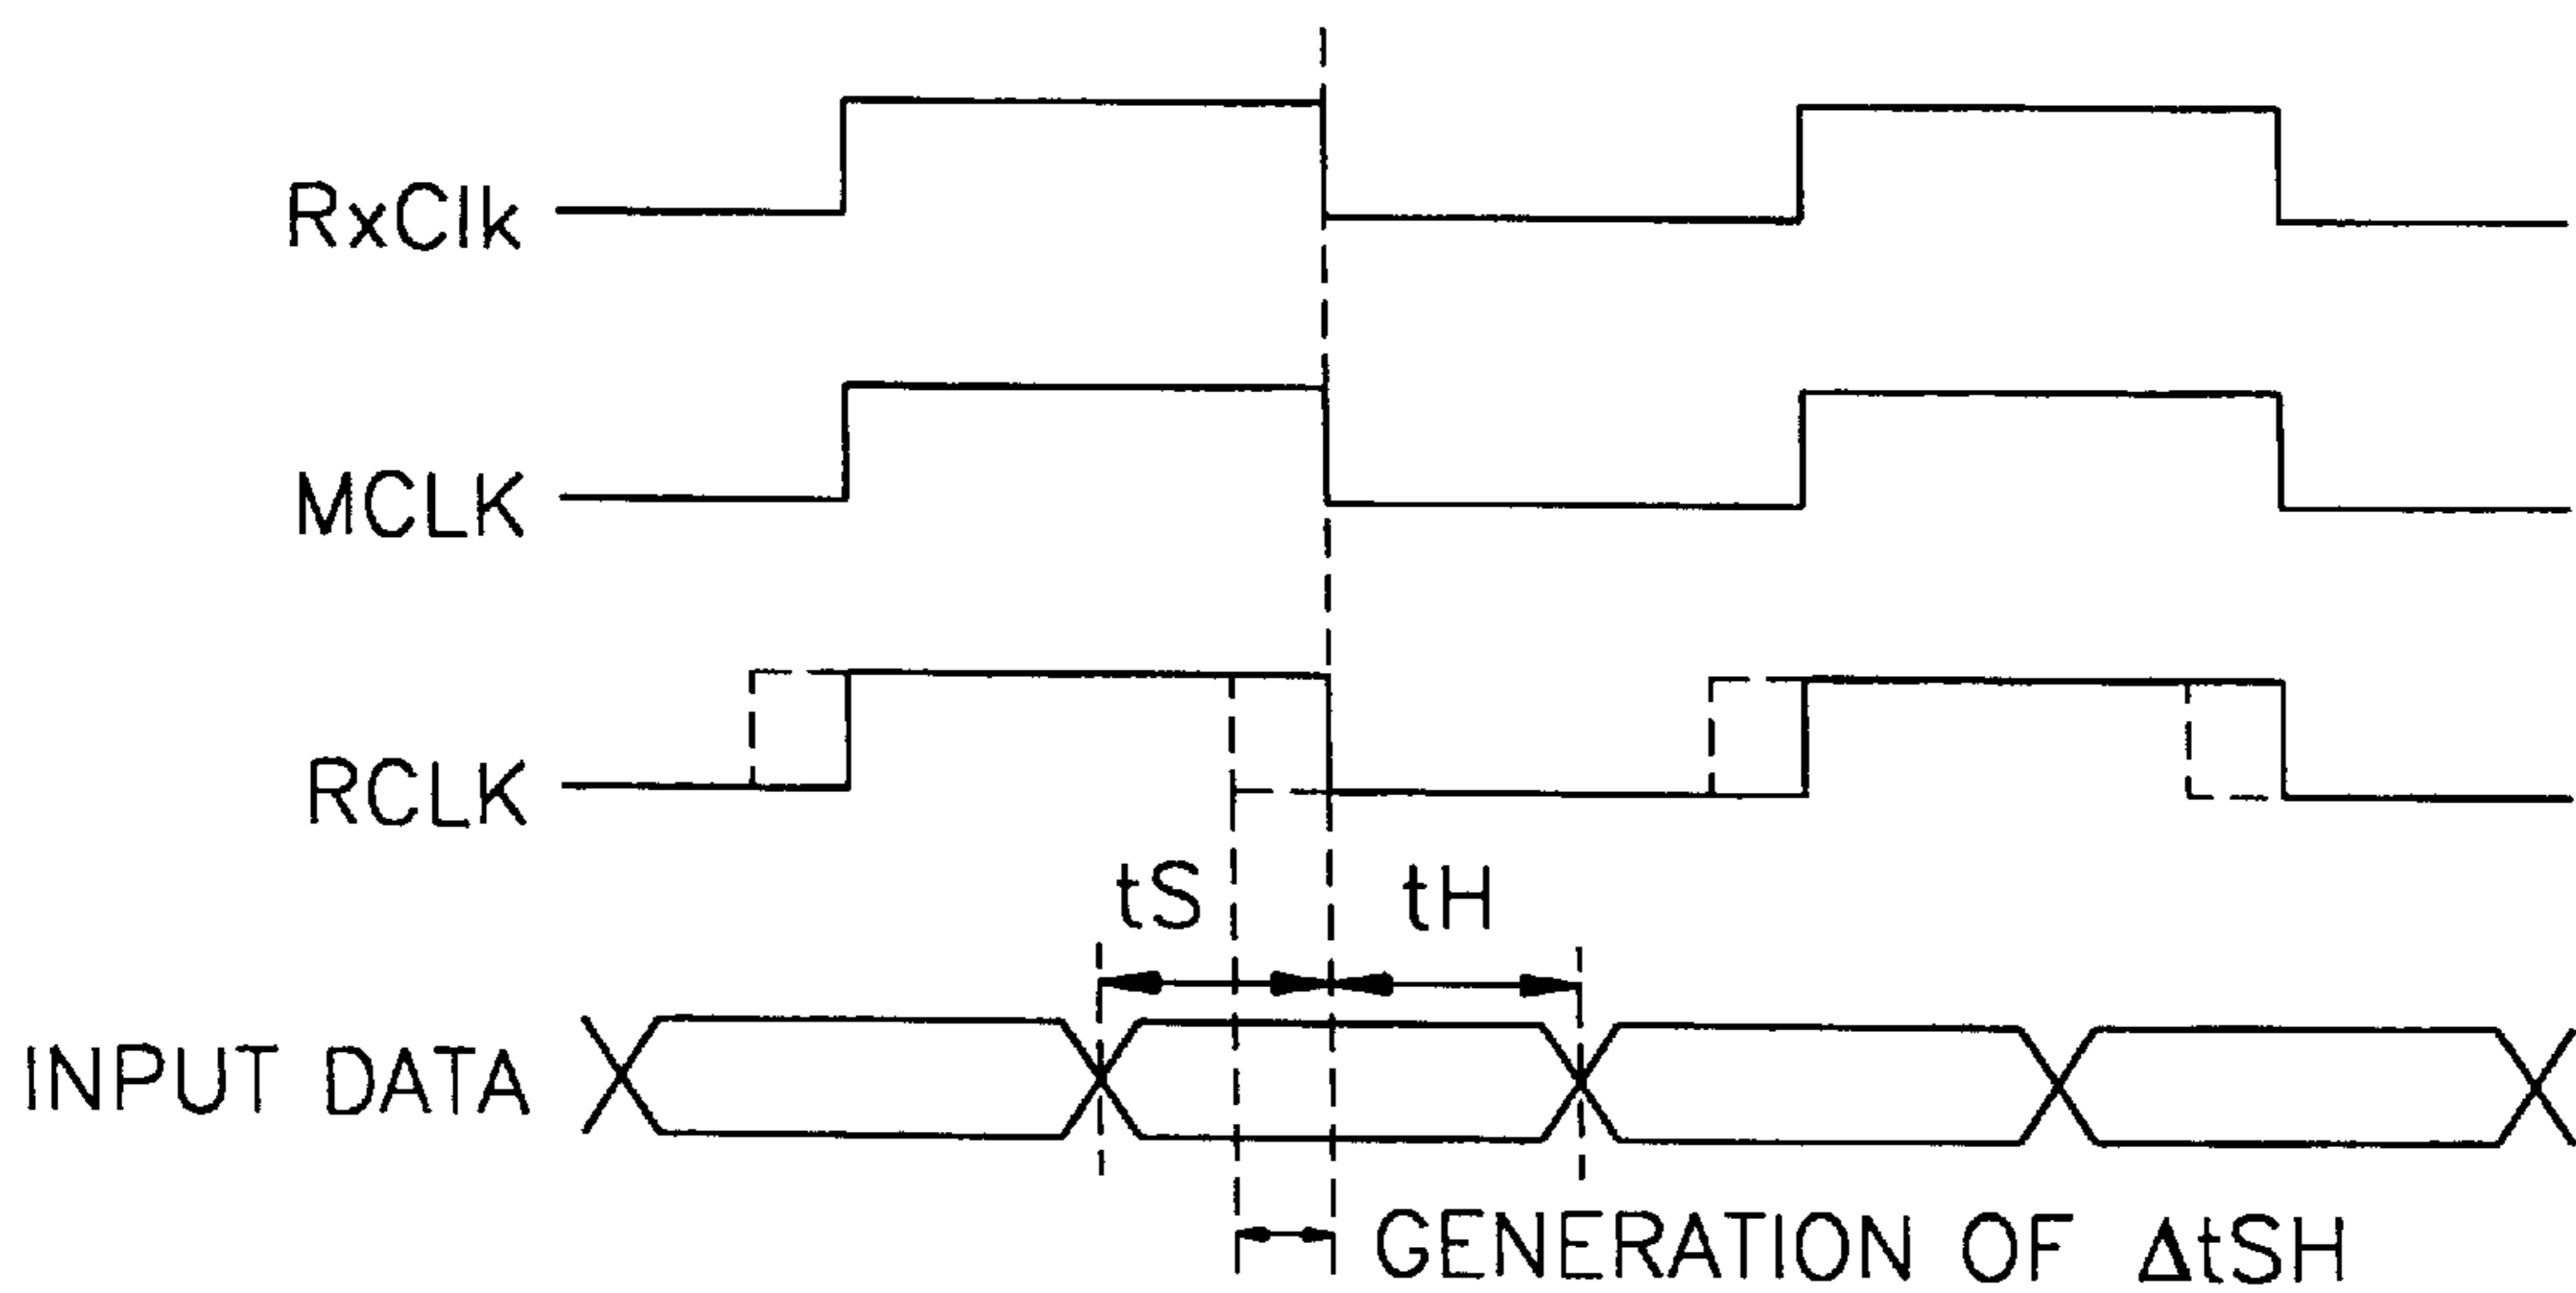 RxClk
MCLK
RCLK
tS tH
INPUT DATA
GENERATION OF ΔtSH